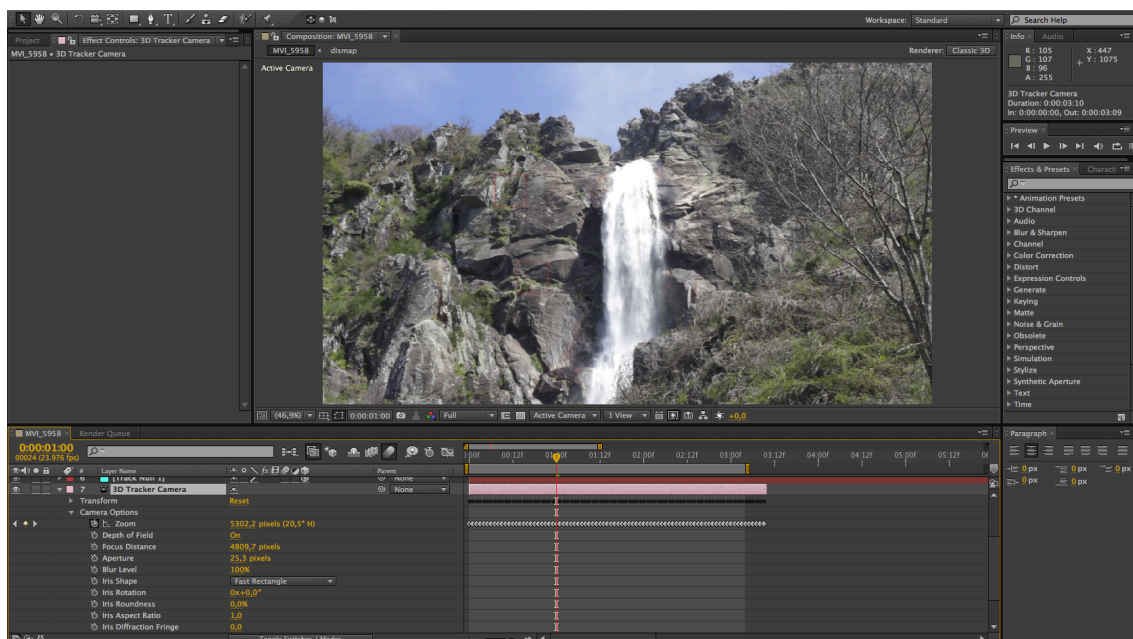 Workspace: Standard
Search Help
Project
Effect Controls: 3D Tracker Camera
Composition: MVI_5958
Info
Audio
MVI_5958 • 3D Tracker Camera
MVI_5958
dismap
Renderer: Classic 3D
R: 105
G: 107
B: 96
A: 255
X: 447
Y: 1075
Active Camera
3D Tracker Camera
Duration: 0:00:03:10
In: 0:00:00:00, Out: 0:00:03:09
Preview
Effects & Presets
Charact
* Animation Presets
3D Channel
Audio
Blur & Sharpen
Channel
Color Correction
Distort
Expression Controls
Generate
Keying
Matte
Noise & Grain
Obsolete
Perspective
Simulation
Stylize
Synthetic Aperture
Text
Time
(46,9%)
0:00:01:00
Full
Active Camera
1 View
+0,0
MVI_5958
Render Queue
Paragraph
0:00:01:00
00024 (23.976 fps)
00:12f
01:12f
02:00f
02:12f
03:00f
03:12f
04:00f
04:12f
05:00f
05:12f
# Layer Name
Parent
0 px
0 px
0 px
0 px
0 px
6 [Track Null 1]
None
7 3D Tracker Camera
None
Transform
Reset
Camera Options
Zoom
5302,2 pixels (20,5° H)
Depth of Field
On
Focus Distance
4809,7 pixels
Aperture
25,3 pixels
Blur Level
100%
Iris Shape
Fast Rectangle
Iris Rotation
0x+0,0°
Iris Roundness
0,0%
Iris Aspect Ratio
1,0
Iris Diffraction Fringe
0,0
Toggle Switches / Modes